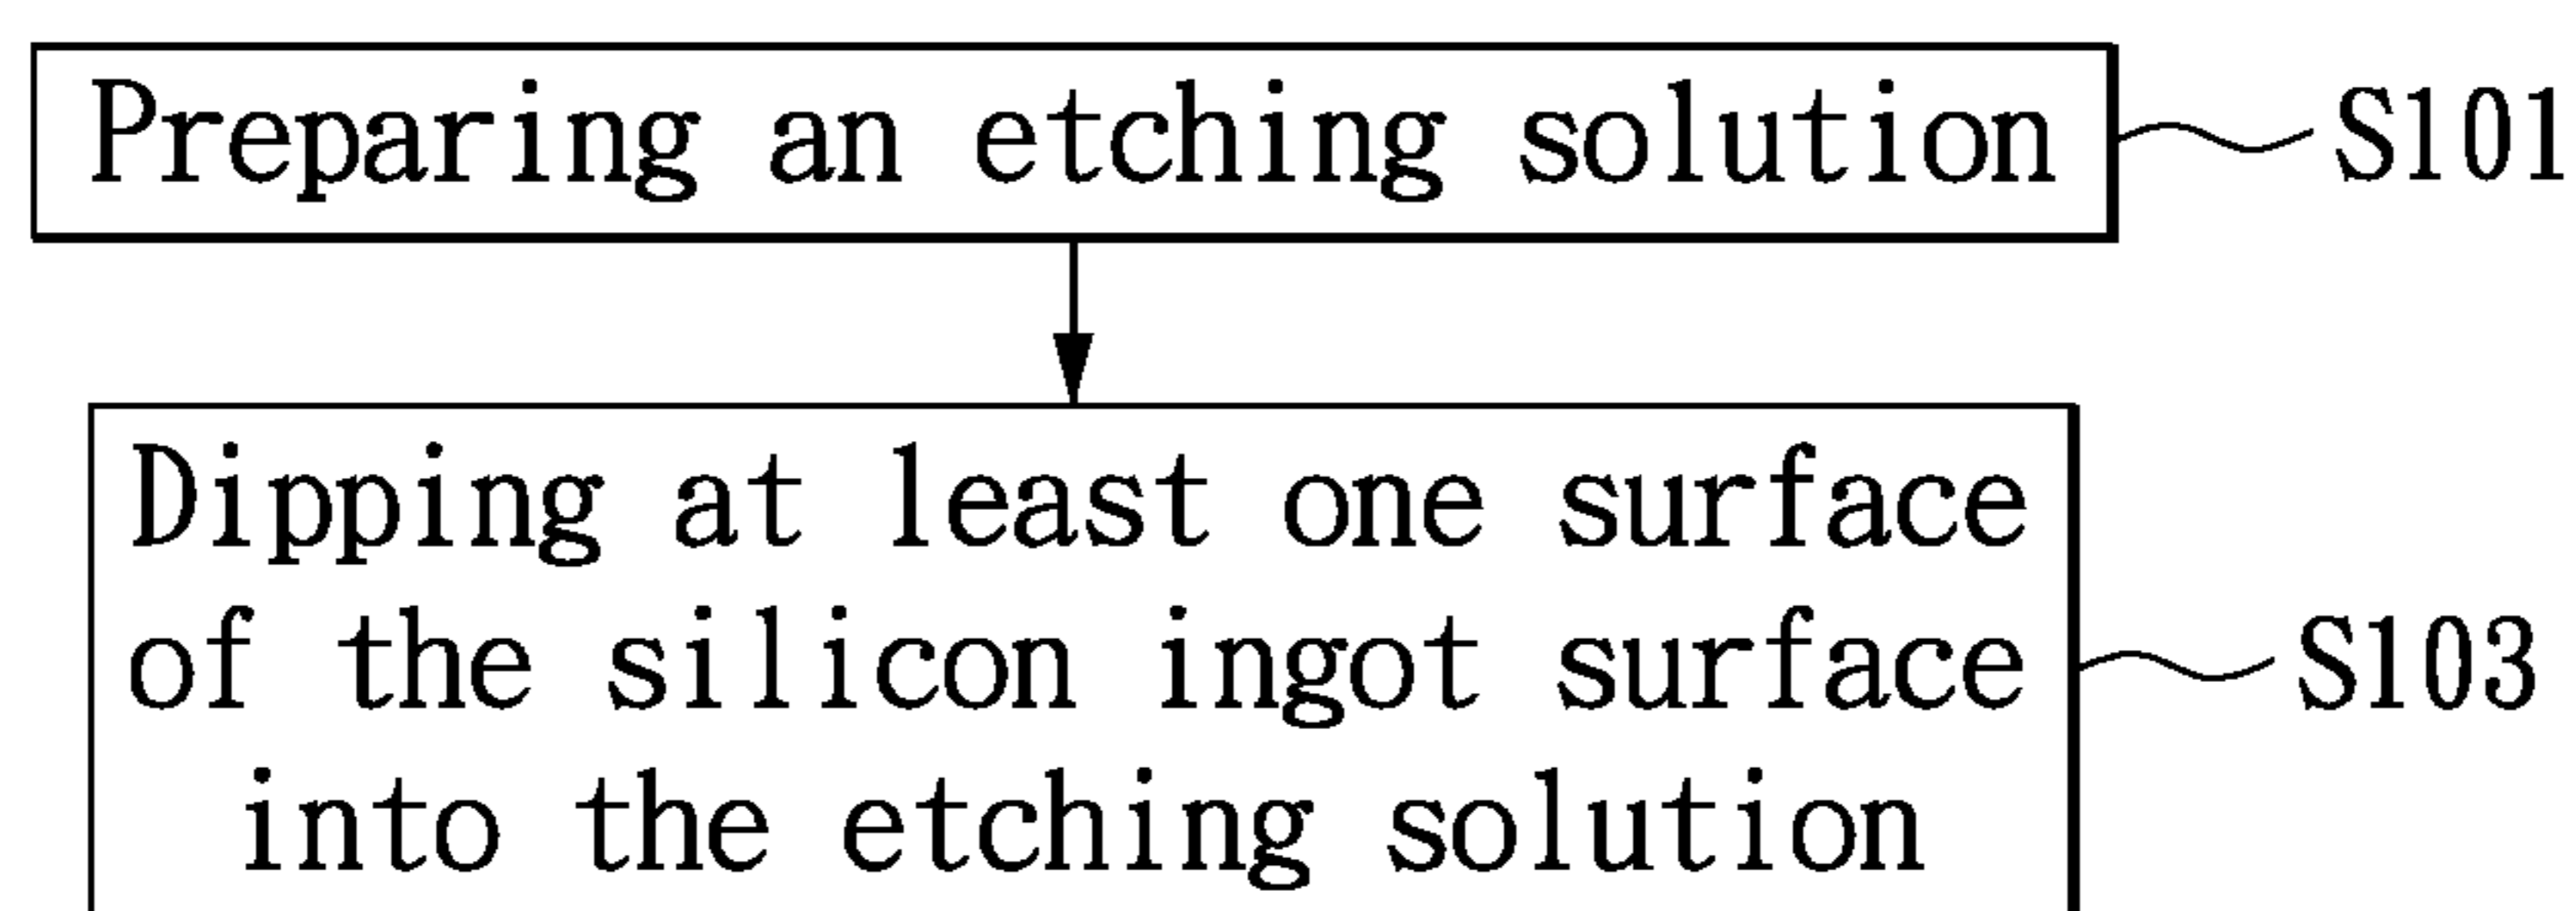 Preparing an etching solution
S101
Dipping at least one surface
of the silicon ingot surface
into the etching solution
S103